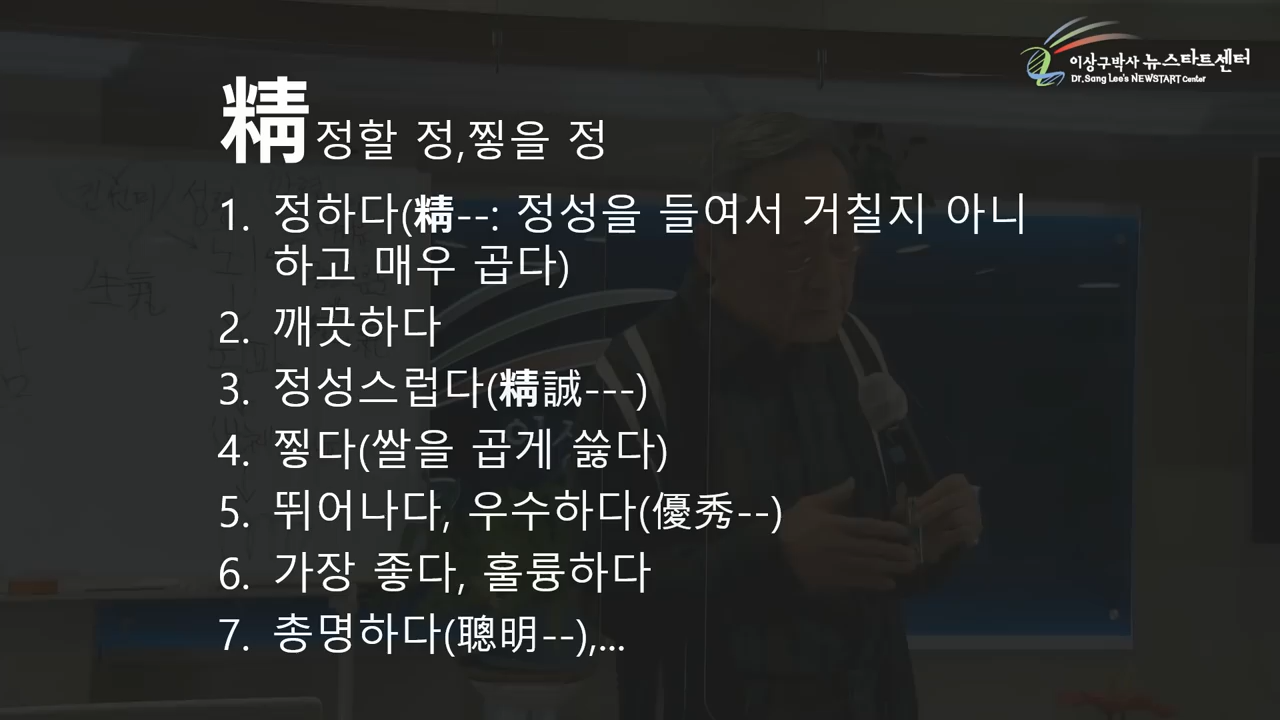 이상구박사 뉴스타트센터
Dr.Sang Lee's NEWSTART Center
精정할 정,찧을 정
1. 정하다(精--: 정성을 들여서 거칠지 아니
하고 매우 곱다)
2. 깨끗하다
3. 정성스럽다(精誠---)
4. 찧다(쌀을 곱게 쓿다)
5. 뛰어나다, 우수하다(優秀--)
6. 가장 좋다, 훌륭하다
7. 총명하다(聰明--),...
生氣